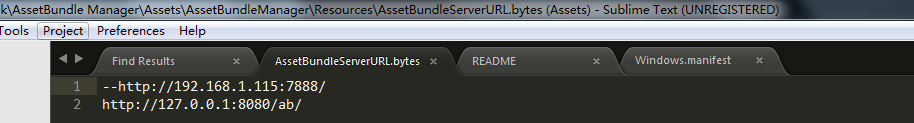 k\AssetBundle Manager\Assets\AssetBundleManager\Resources\AssetBundleServerURL.bytes (Assets) - Sublime Text (UNREGISTERED)
Tools Project Preferences Help
Find Results × AssetBundleServerURL.bytes × README × Windows.manifest ×
1 --http://192.168.1.115:7888/
2 http://127.0.0.1:8080/ab/